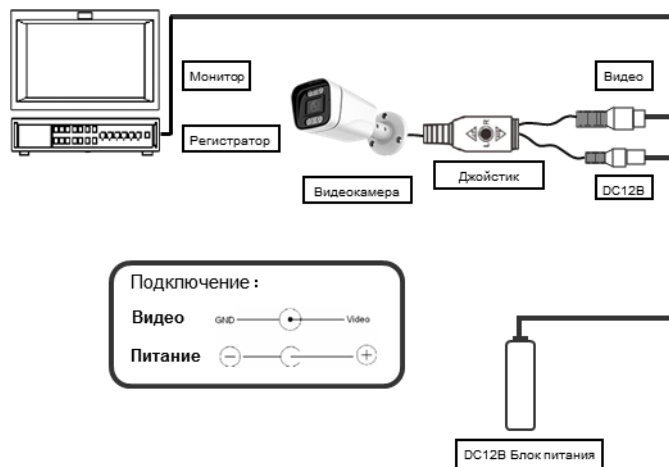 Монитор
Видео
Регистратор
Видеокамера
Джойстик
DC12В
Подключение :
Видео GND Video
Питание − +
DC12В Блок питания